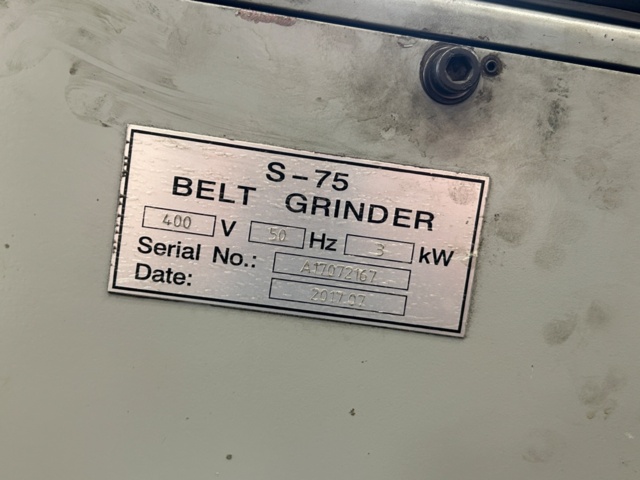 S-75
BELT GRINDER
400 V 50 Hz 3 kW
Serial No.: A17072167
Date: 2017.07